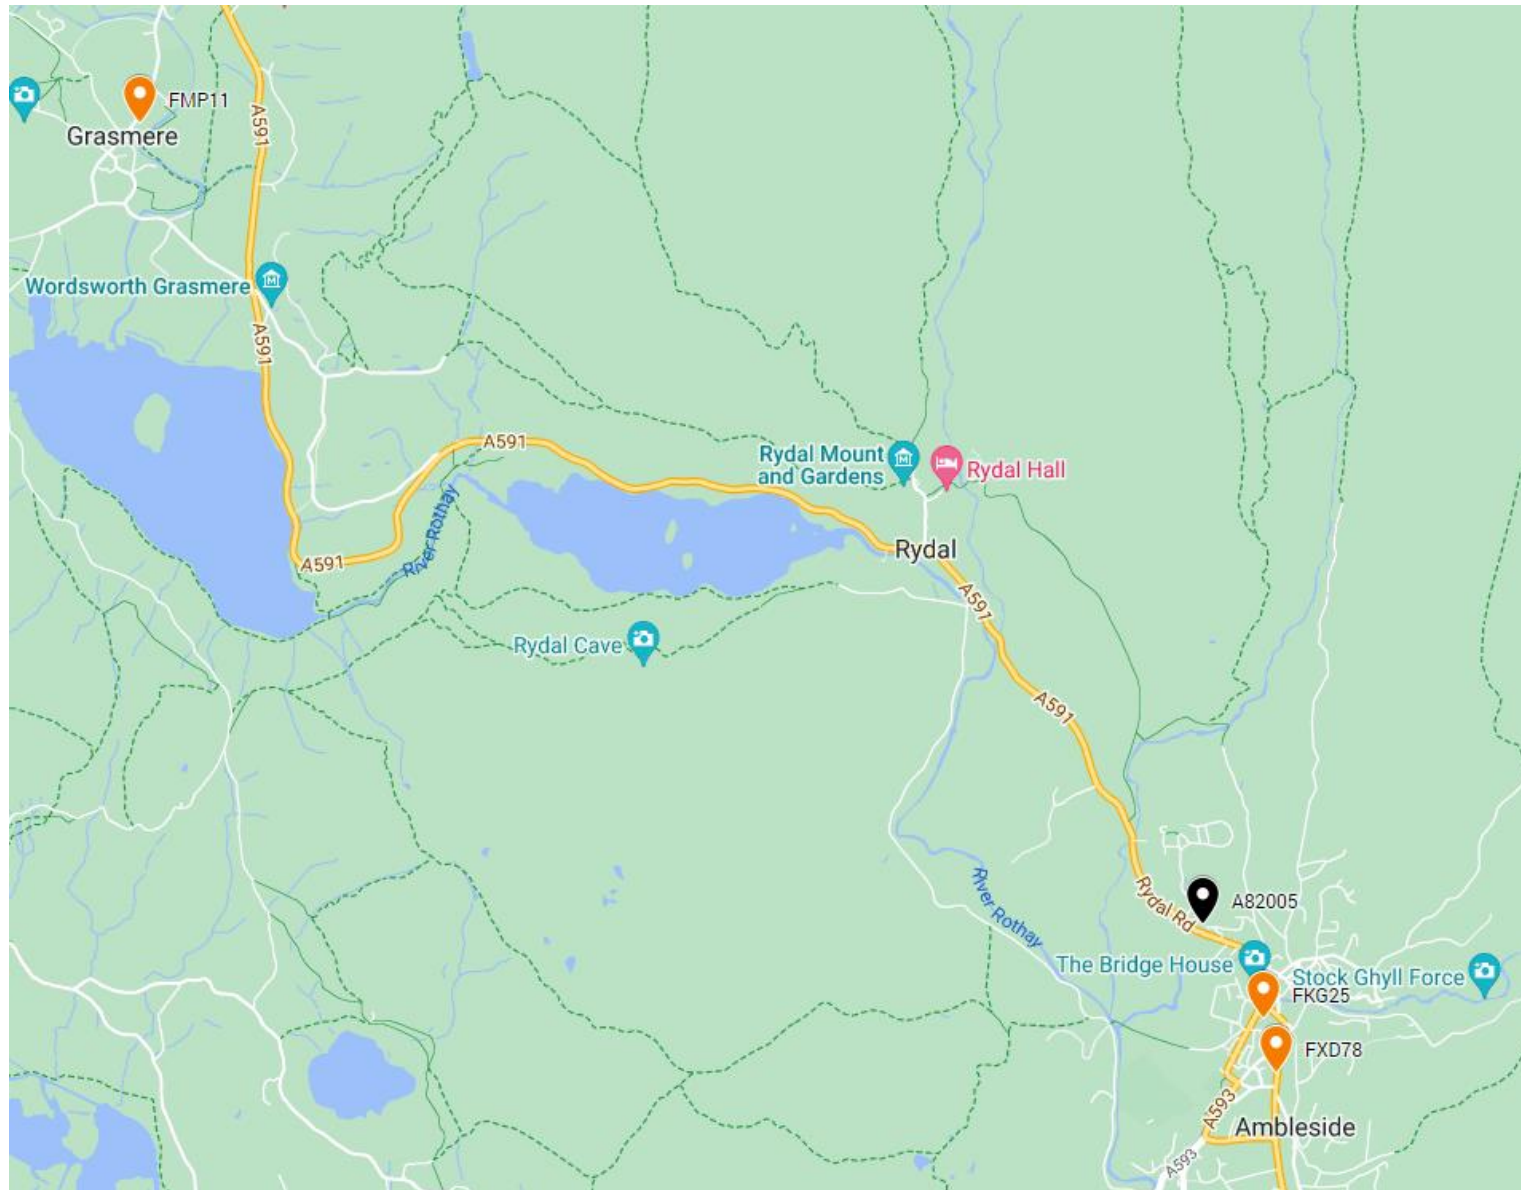 FMP11
Grasmere
A591
Wordsworth Grasmere
A591
A591
Rydal Mount
and Gardens
Rydal Hall
River Rothay
A591
Rydal
A591
Rydal Cave
A591
River Rothay
Rydal Rd
A82005
The Bridge House
Stock Ghyll Force
FKG25
FXD78
A593
Ambleside
A593